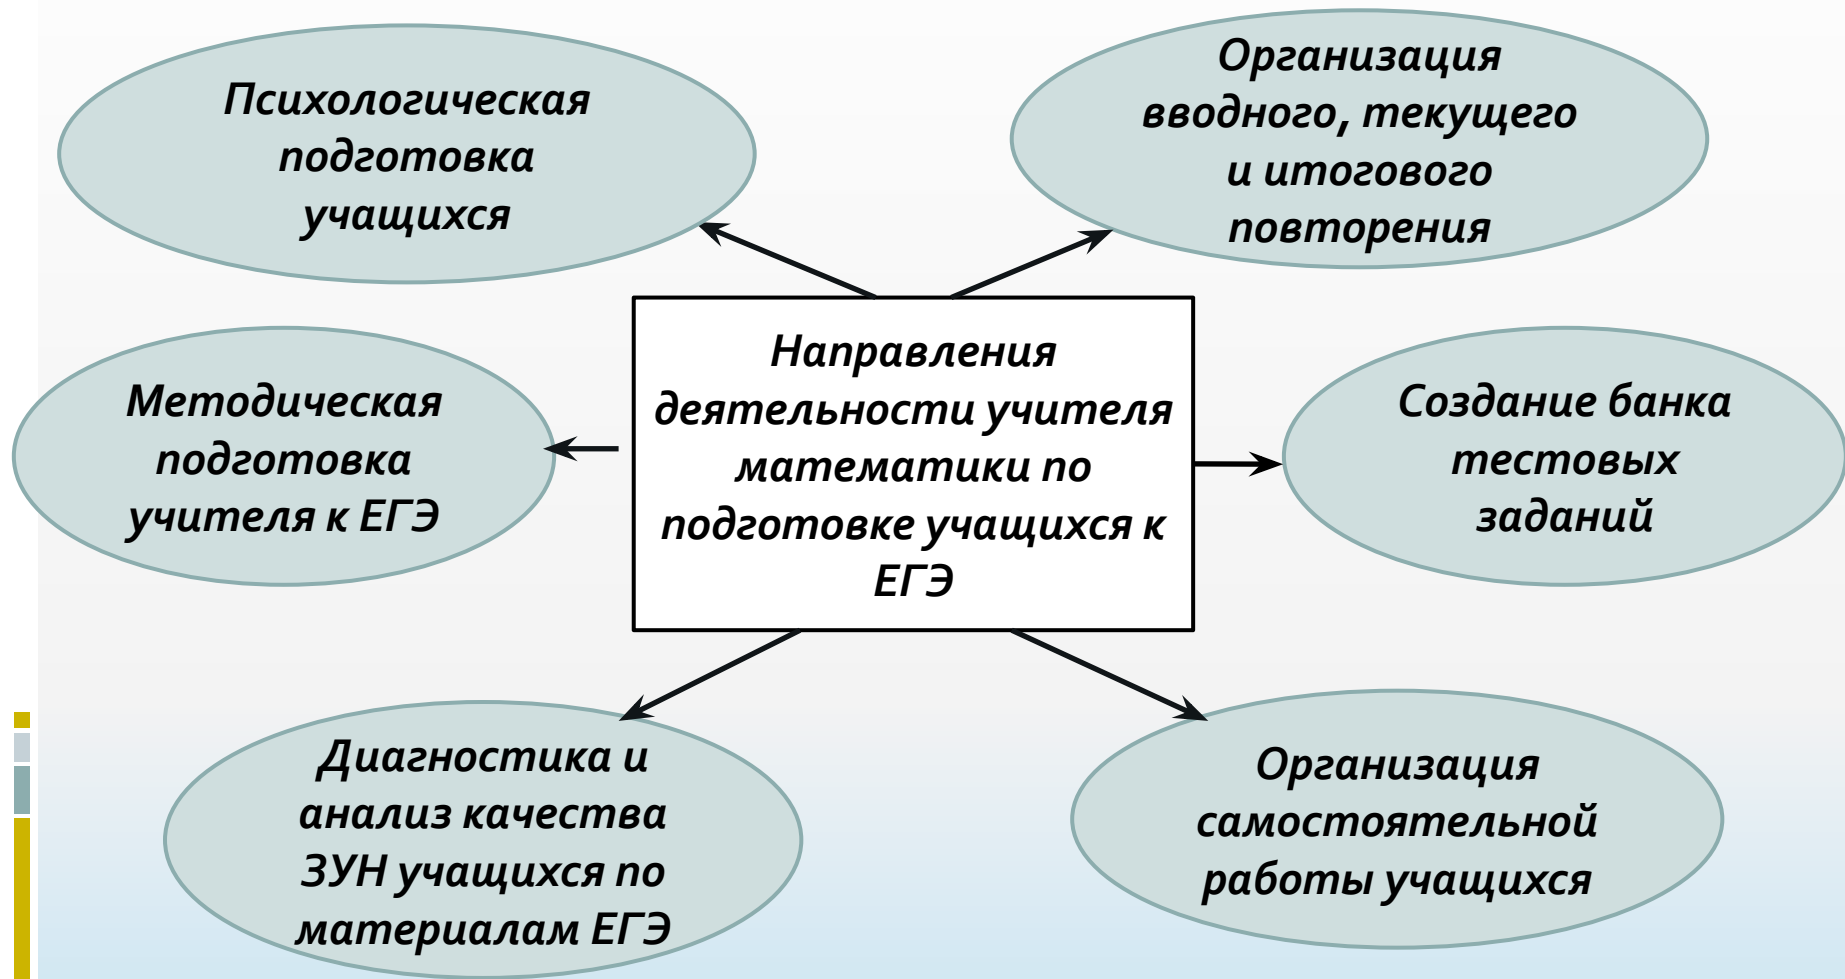 Психологическая
подготовка
учащихся
Организация
вводного, текущего
и итогового
повторения
Направления
деятельности учителя
математики по
подготовке учащихся к
ЕГЭ
Методическая
подготовка
учителя к ЕГЭ
Создание банка
тестовых
заданий
Диагностика и
анализ качества
ЗУН учащихся по
материалам ЕГЭ
Организация
самостоятельной
работы учащихся